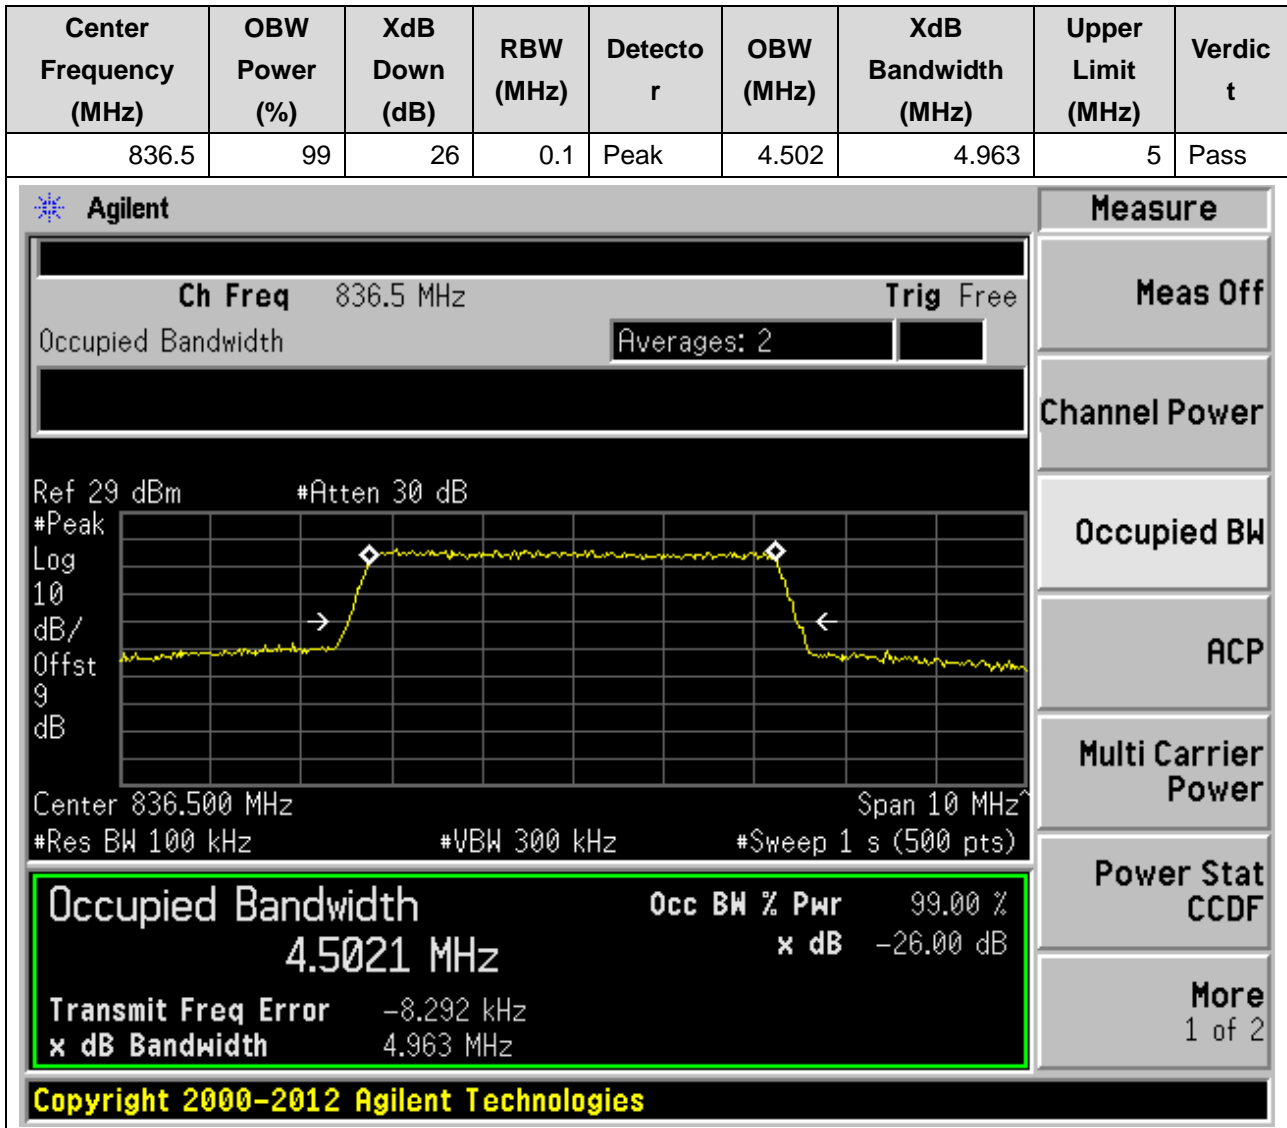 Center Frequency (MHz) OBW Power (%) XdB Down (dB) RBW (MHz) Detecto r OBW (MHz) XdB Bandwidth (MHz) Upper Limit (MHz) Verdic t
836.5 99 26 0.1 Peak 4.502 4.963 5 Pass
Agilent
Measure
Ch Freq 836.5 MHz Trig Free
Occupied Bandwidth Averages: 2
Meas Off
Channel Power
Occupied BW
ACP
Multi Carrier
Power
Power Stat
CCDF
More
1 of 2
Ref 29 dBm #Atten 30 dB
#Peak
Log
10
dB/
Offst
9
dB
Center 836.500 MHz Span 10 MHz^
#Res BW 100 kHz #VBW 300 kHz #Sweep 1 s (500 pts)
Occupied Bandwidth Occ BW % Pwr 99.00 %
4.5021 MHz x dB -26.00 dB
Transmit Freq Error -8.292 kHz
x dB Bandwidth 4.963 MHz
Copyright 2000-2012 Agilent Technologies